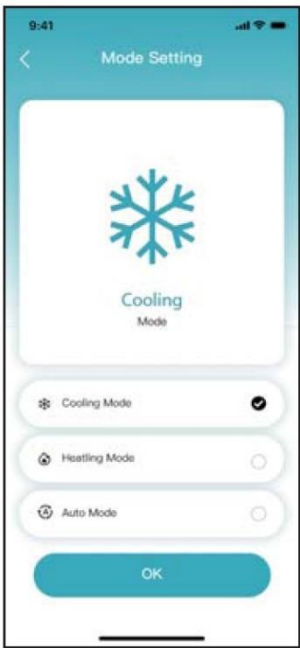 9:41
Mode Setting
Cooling
Mode
Cooling Mode
Heatling Mode
A Auto Mode
OK